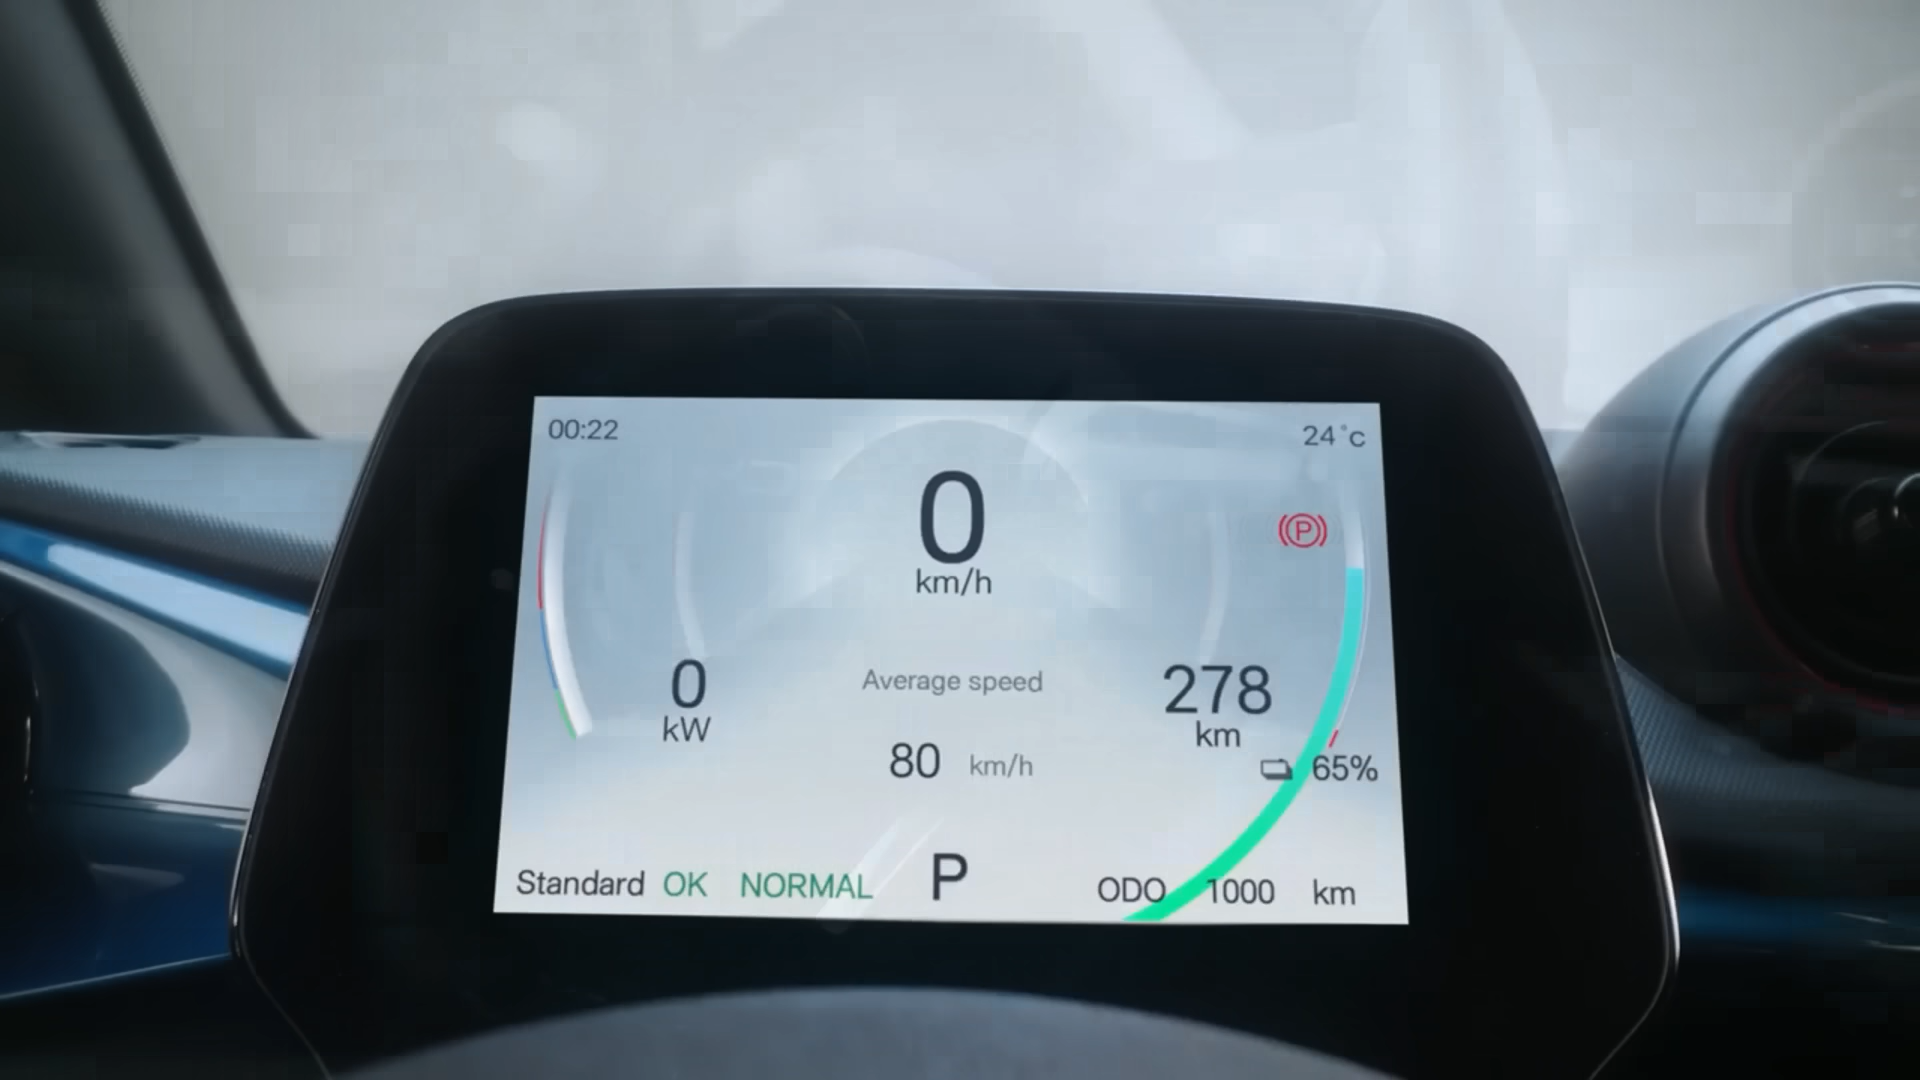 00:22
24°c
0
km/h
(P)
0
kW
Average speed
80 km/h
278
km
65%
Standard OK NORMAL P ODO 1000 km